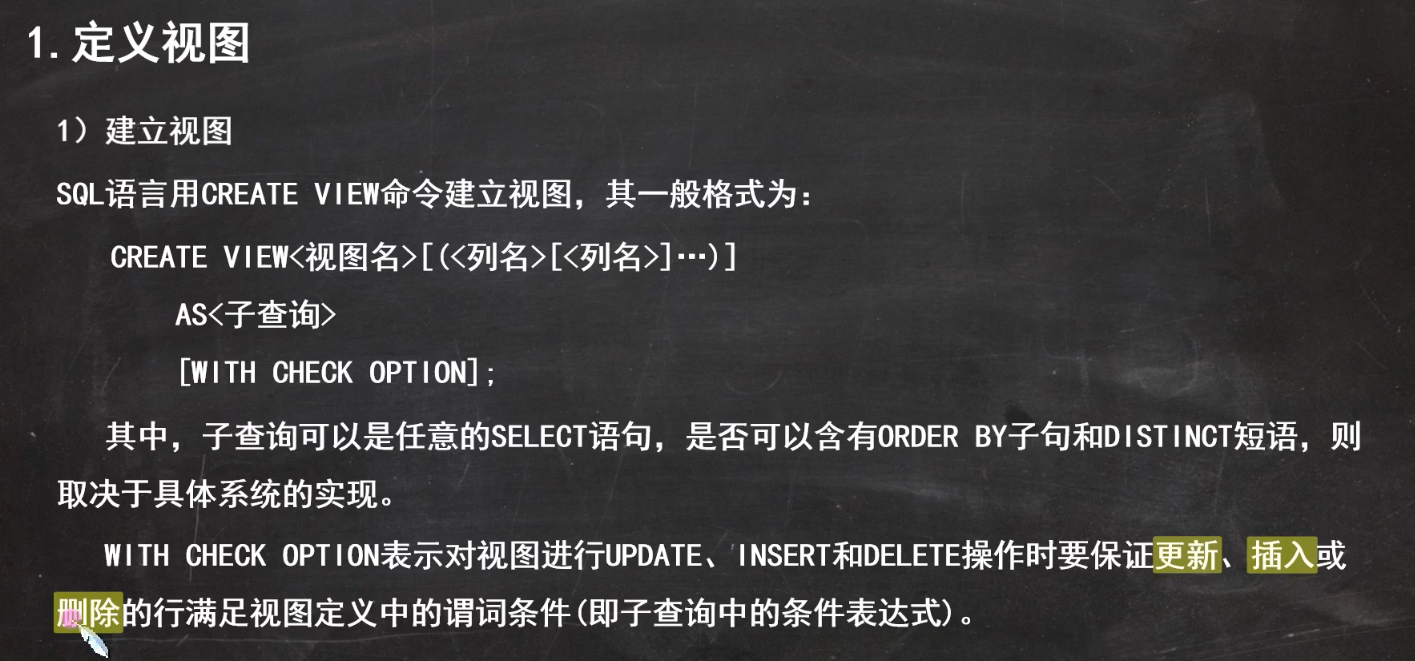 1.定义视图
1）建立视图
SQL语言用CREATE VIEW命令建立视图，其一般格式为：
CREATE VIEW<视图名>[(<列名>[<列名>]…)]
AS<子查询>
[WITH CHECK OPTION];
其中，子查询可以是任意的SELECT语句，是否可以含有ORDER BY子句和DISTINCT短语，则
取决于具体系统的实现。
WITH CHECK OPTION表示对视图进行UPDATE、INSERT和DELETE操作时要保证更新、插入或
删除的行满足视图定义中的谓词条件(即子查询中的条件表达式)。